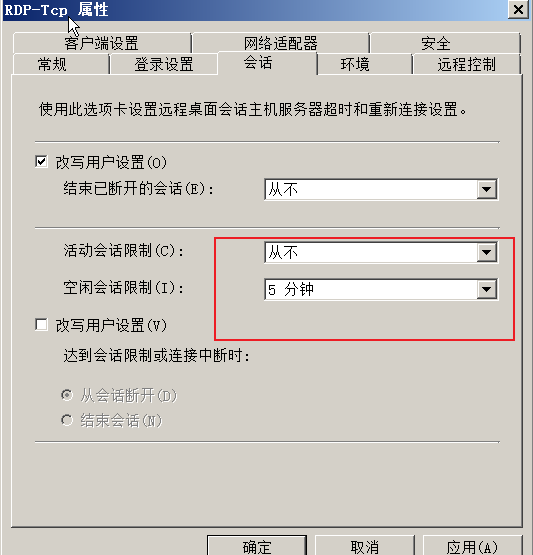 RDP-Tcp 属性
客户端设置 网络适配器 安全
常规 登录设置 会话 环境 远程控制
使用此选项卡设置远程桌面会话主机服务器超时和重新连接设置。
改写用户设置(O)
结束已断开的会话(E): 从不
活动会话限制(C): 从不
空闲会话限制(I): 5 分钟
改写用户设置(V)
达到会话限制或连接中断时:
从会话断开(D)
结束会话(N)
确定 取消 应用(A)